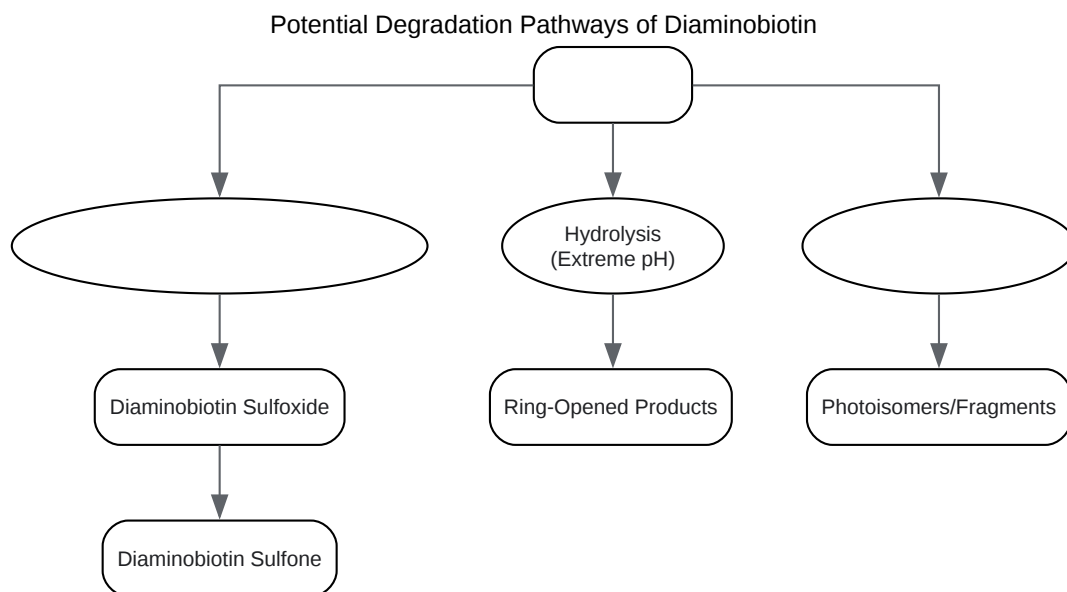 Potential Degradation Pathways of Diaminobiotin
Hydrolysis
(Extreme pH)
Diaminobiotin Sulfoxide
Ring-Opened Products
Photoisomers/Fragments
Diaminobiotin Sulfone